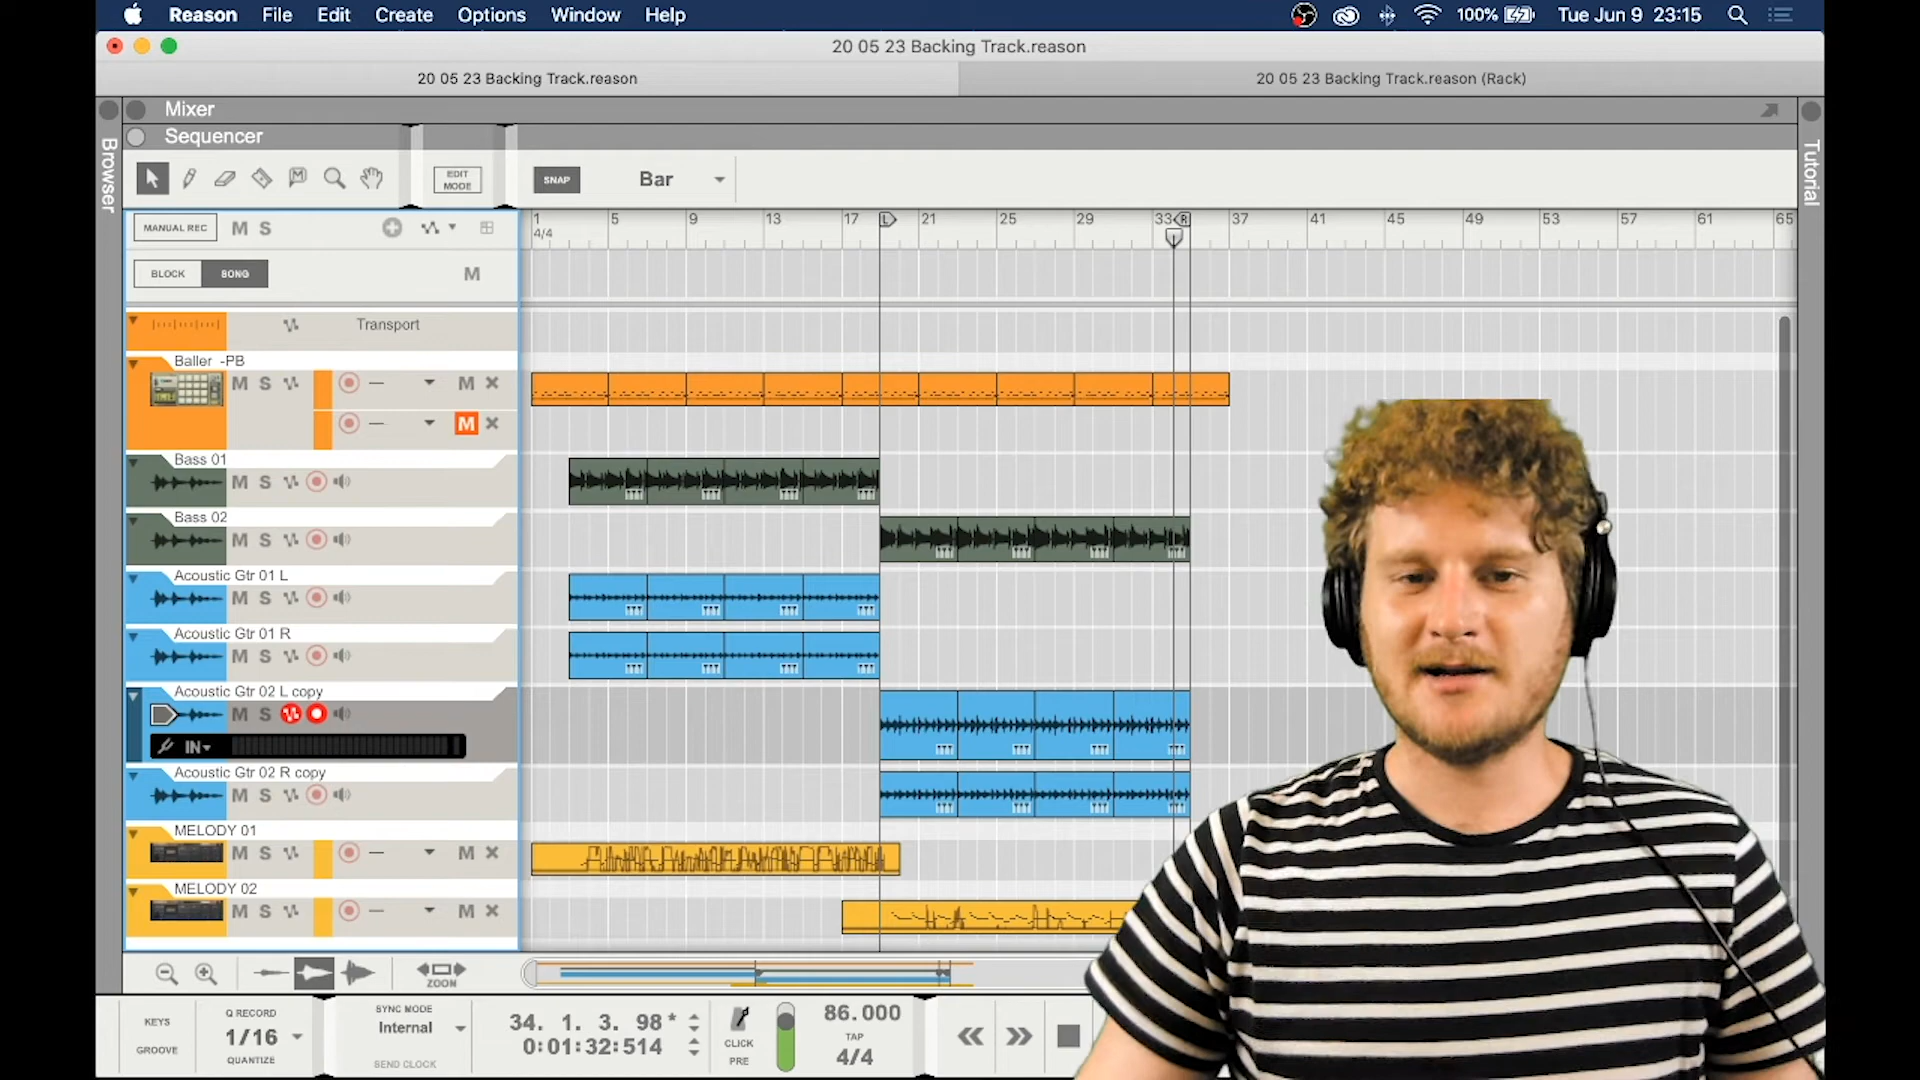 Reason File Edit Create Options Window Help 100% Tue Jun 9 23:15
20 05 23 Backing Track.reason
20 05 23 Backing Track.reason 20 05 23 Backing Track.reason (Rack)
Mixer
Sequencer
Browser
Tutorial
EDIT MODE SNAP Bar
MANUAL REC M S
1 5 9 13 17 L 21 25 29 33 R 37 41 45 49 53 57 61 65
4/4
BLOCK SONG M
Transport
Baller -PB
M S M
M
Bass 01
M S
Bass 02
M S
Acoustic Gtr 01 L
M S
Acoustic Gtr 01 R
M S
Acoustic Gtr 02 L copy
M S
IN
Acoustic Gtr 02 R copy
M S
MELODY 01
M S M
MELODY 02
M S M
ZOOM
KEYS
GROOVE
Q RECORD
1/16
QUANTIZE
SYNC MODE
Internal
SEND CLOCK
34. 1. 3. 98 *
0:01:32:514
CLICK
PRE
86.000
TAP
4/4